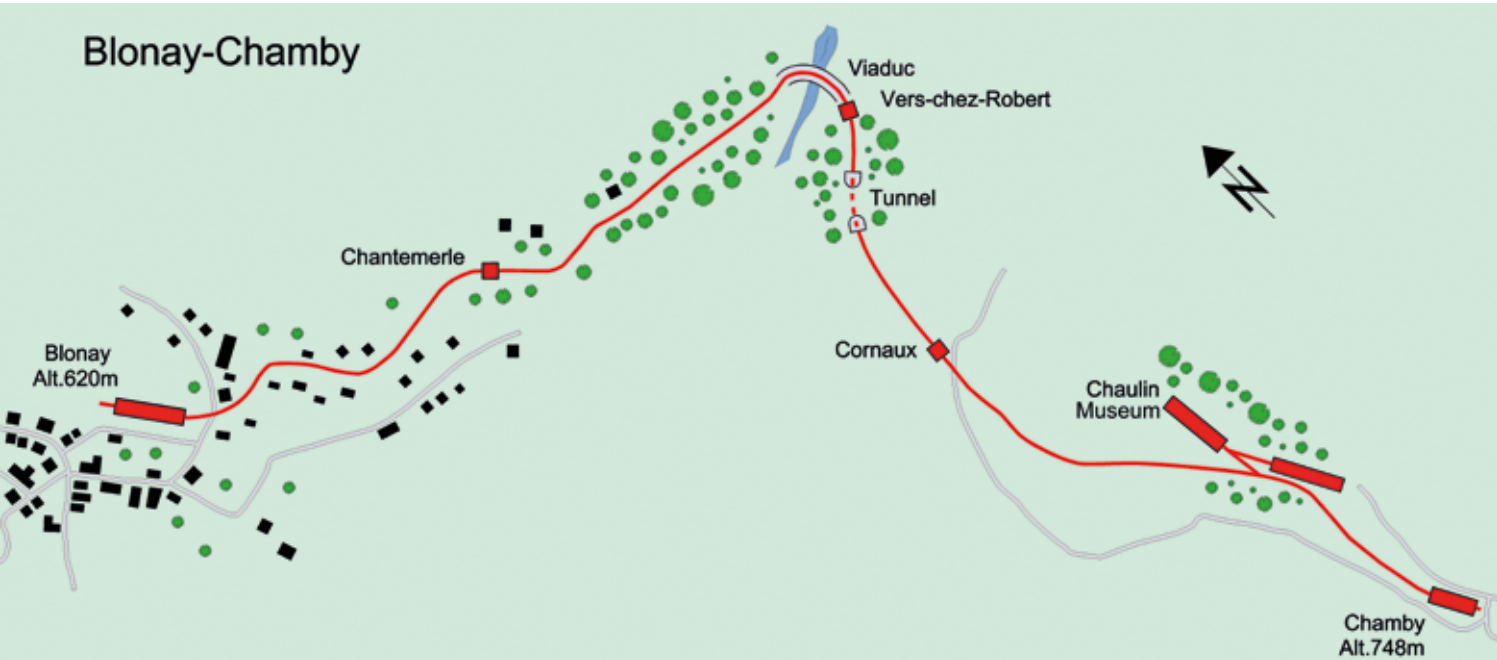 Blonay-Chamby
Viaduc
Vers-chez-Robert
Tunnel
N
Chantemerle
Blonay
Alt.620m
Cornaux
Chaulin
Museum
Chamby
Alt.748m